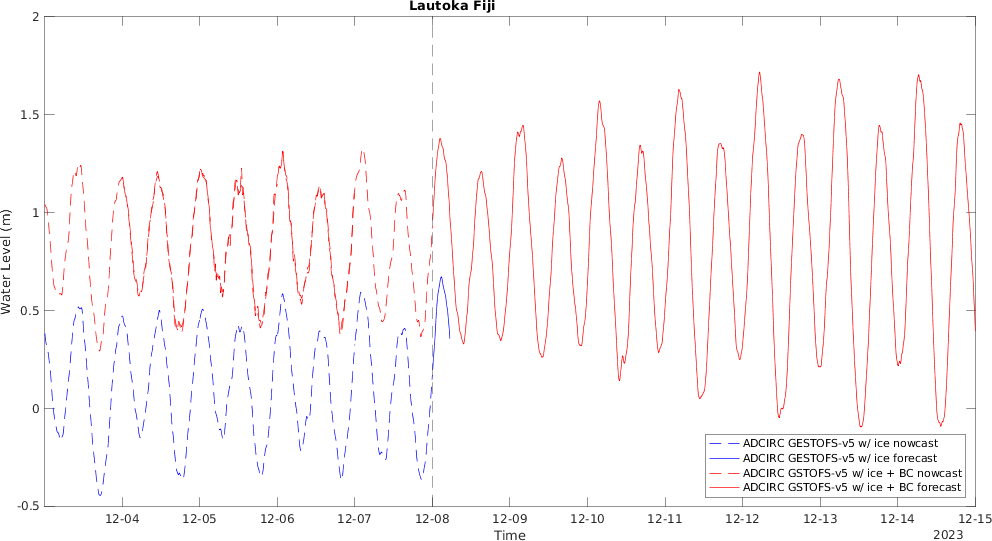 Lautoka Fiji
2
1.5
1
0.5
0
-0.5
Water Level (m)
ADCIRC GESTOFS-v5 w/ ice nowcast
ADCIRC GESTOFS-v5 w/ ice forecast
ADCIRC GSTOFS-v5 w/ ice + BC nowcast
ADCIRC GSTOFS-v5 w/ ice + BC forecast
12-04 12-05 12-06 12-07 12-08 12-09 12-10 12-11 12-12 12-13 12-14 12-15
Time
2023